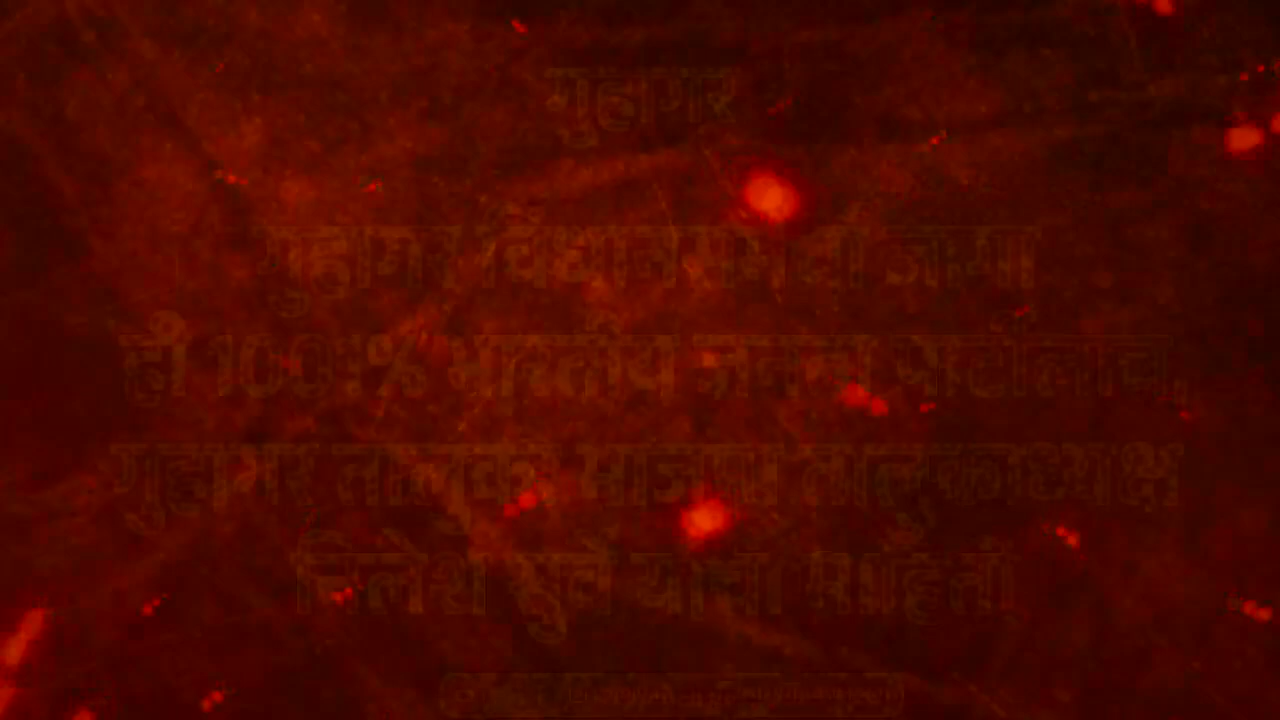 गुहागर
गुहागर विधानसभेची जागा
ही 100% भारतीय जनता पार्टीलाच,
गुहागर तालुका भाजपा तालुकाध्यक्ष
निलेश सुर्वे यांची माहिती